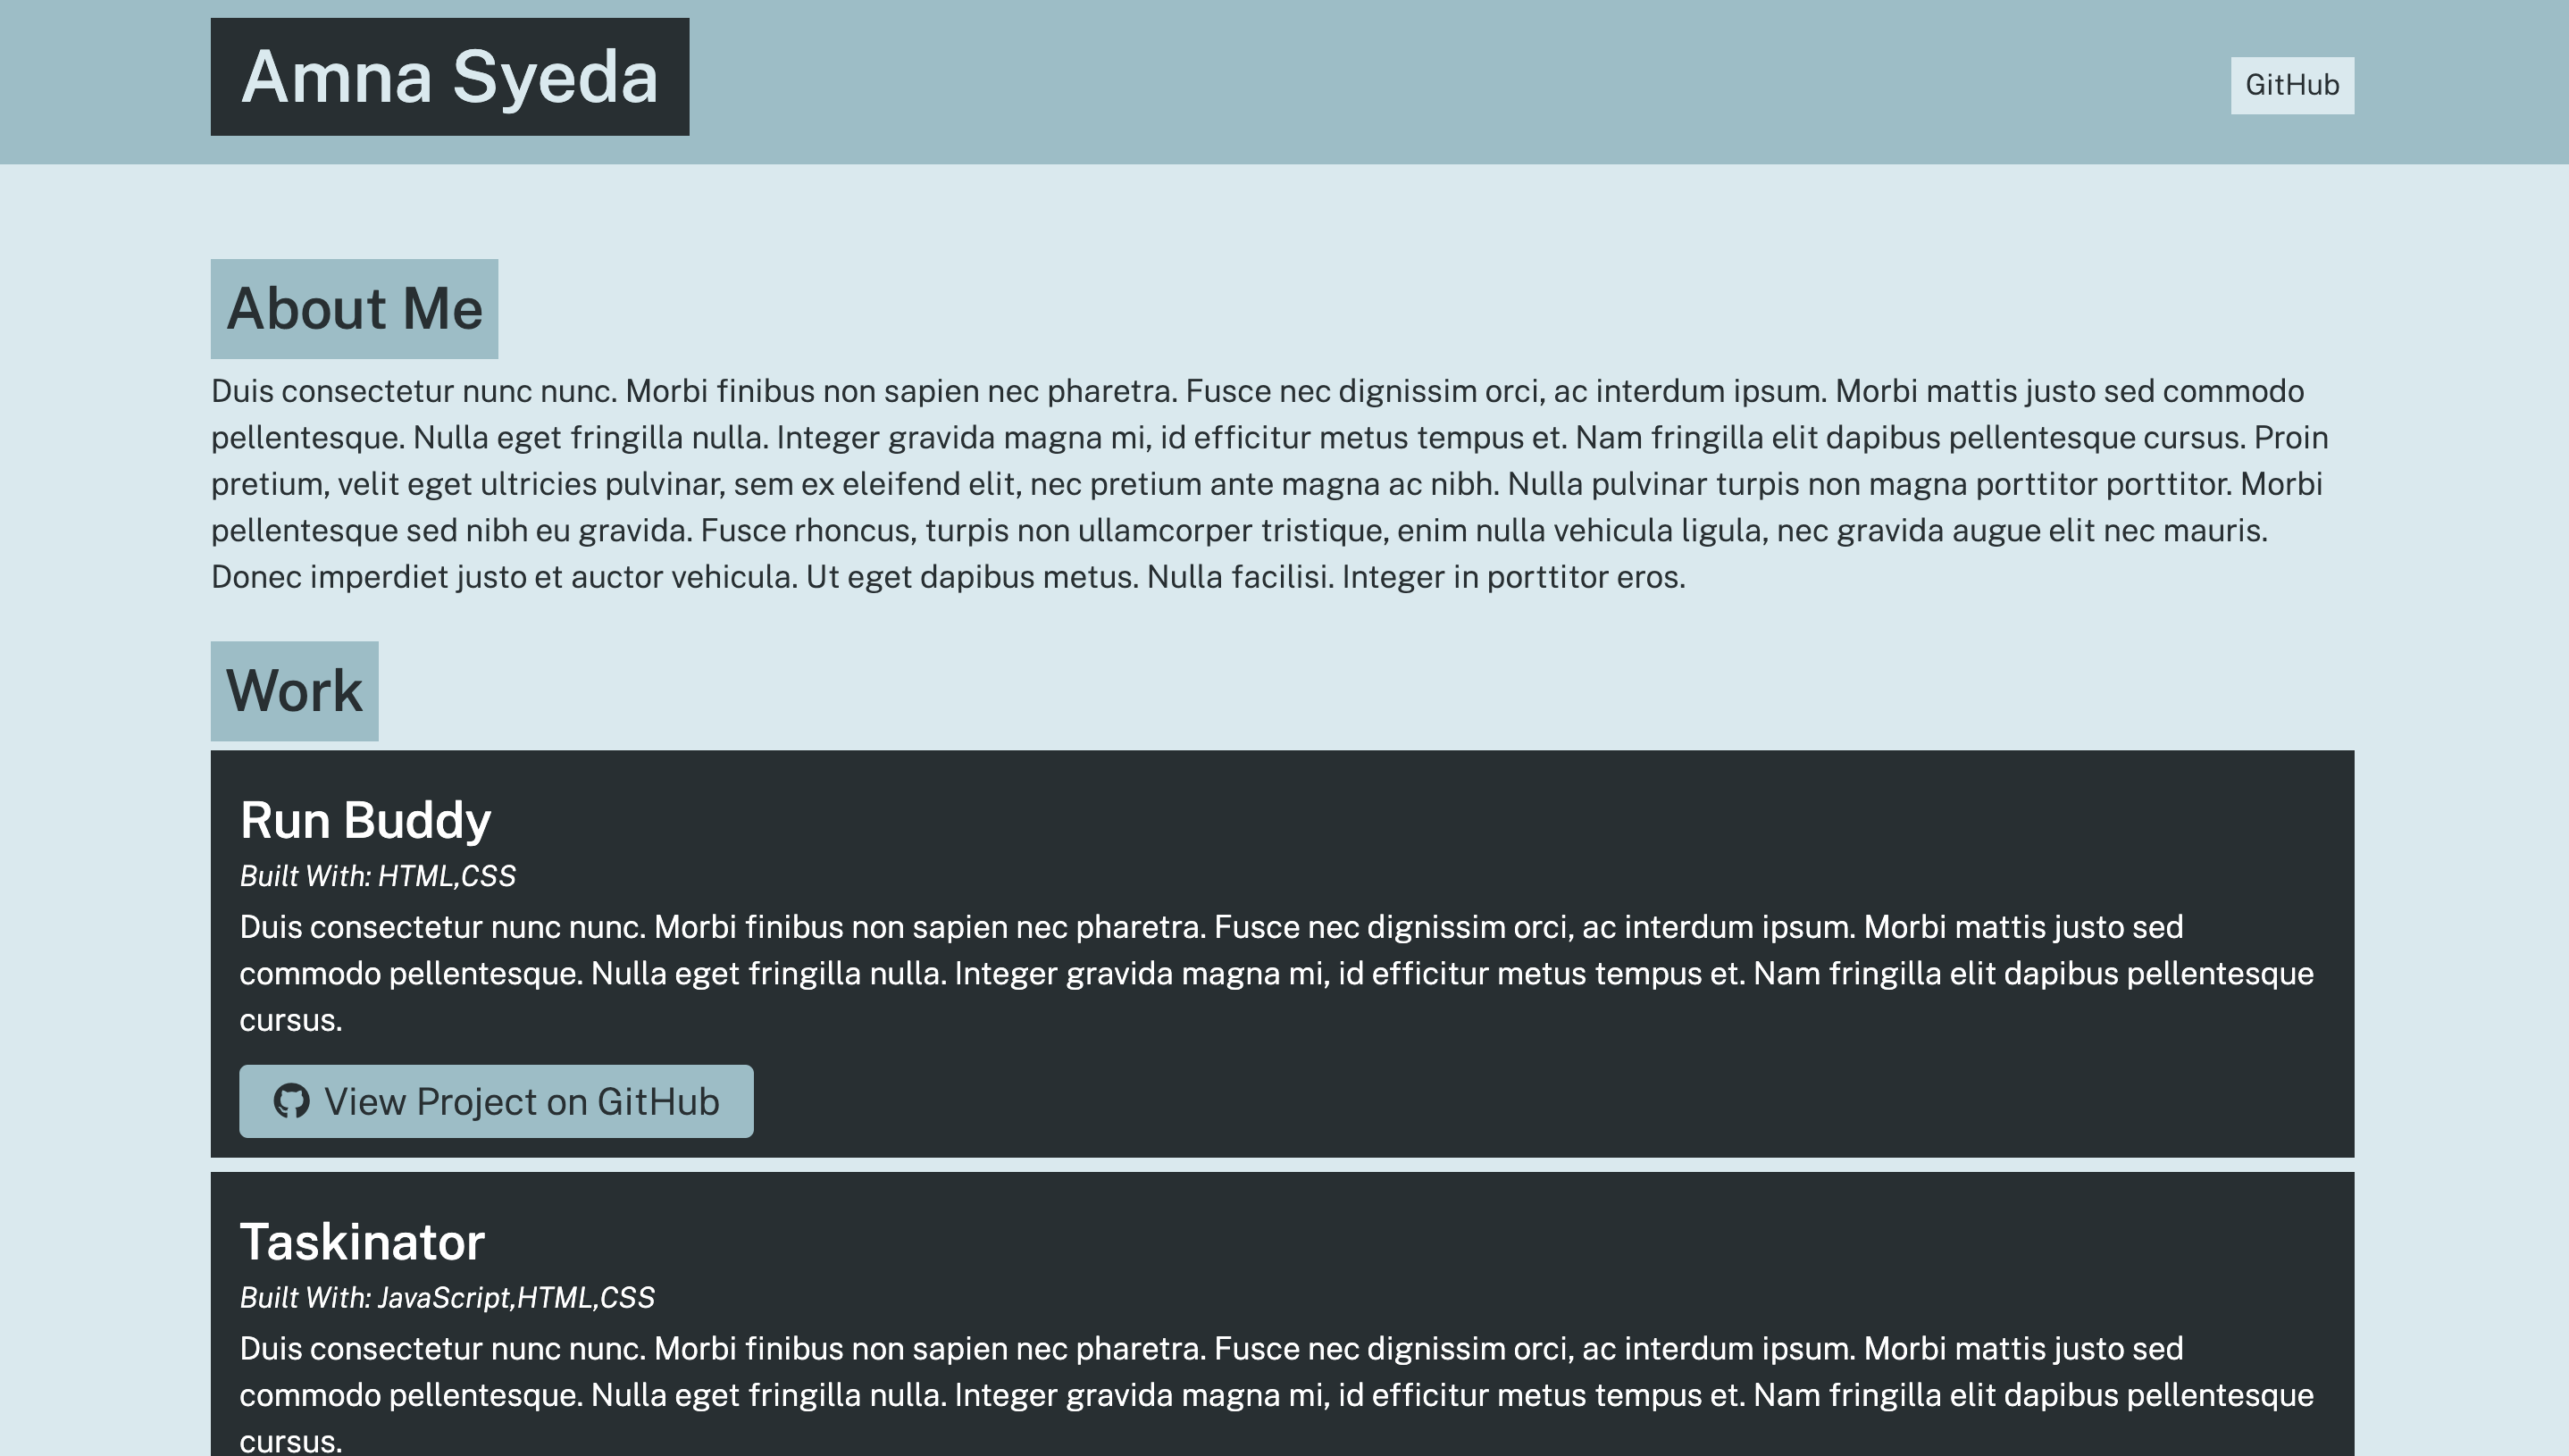 Amna Syeda
GitHub
About Me
Duis consectetur nunc nunc. Morbi finibus non sapien nec pharetra. Fusce nec dignissim orci, ac interdum ipsum. Morbi mattis justo sed commodo
pellentesque. Nulla eget fringilla nulla. Integer gravida magna mi, id efficitur metus tempus et. Nam fringilla elit dapibus pellentesque cursus. Proin
pretium, velit eget ultricies pulvinar, sem ex eleifend elit, nec pretium ante magna ac nibh. Nulla pulvinar turpis non magna porttitor porttitor. Morbi
pellentesque sed nibh eu gravida. Fusce rhoncus, turpis non ullamcorper tristique, enim nulla vehicula ligula, nec gravida augue elit nec mauris.
Donec imperdiet justo et auctor vehicula. Ut eget dapibus metus. Nulla facilisi. Integer in porttitor eros.
Work
Run Buddy
Built With: HTML,CSS
Duis consectetur nunc nunc. Morbi finibus non sapien nec pharetra. Fusce nec dignissim orci, ac interdum ipsum. Morbi mattis justo sed
commodo pellentesque. Nulla eget fringilla nulla. Integer gravida magna mi, id efficitur metus tempus et. Nam fringilla elit dapibus pellentesque
cursus.
View Project on GitHub
Taskinator
Built With: JavaScript,HTML,CSS
Duis consectetur nunc nunc. Morbi finibus non sapien nec pharetra. Fusce nec dignissim orci, ac interdum ipsum. Morbi mattis justo sed
commodo pellentesque. Nulla eget fringilla nulla. Integer gravida magna mi, id efficitur metus tempus et. Nam fringilla elit dapibus pellentesque
cursus.